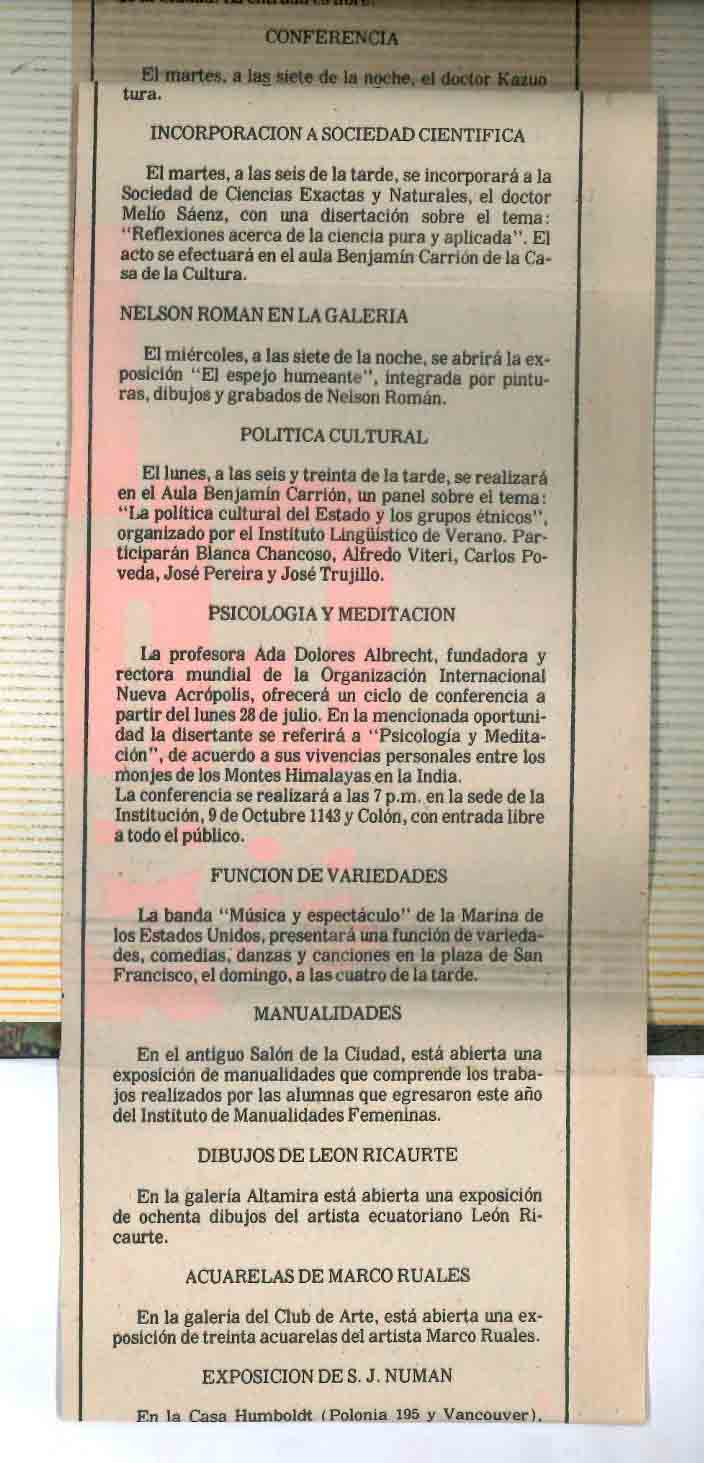 CONFERENCIA
El martes, a las siete de la noche, el doctor Kazuo
tura.
INCORPORACION A SOCIEDAD CIENTIFICA
El martes, a las seis de la tarde, se incorporará a la
Sociedad de Ciencias Exactas y Naturales, el doctor
Melio Sáenz, con una disertación sobre el tema:
"Reflexiones acerca de la ciencia pura y aplicada". El
acto se efectuará en el aula Benjamín Carrión de la Ca-
sa de la Cultura.
NELSON ROMAN EN LA GALERIA
El miércoles, a las siete de la noche, se abrirá la ex-
posición "El espejo humeante", integrada por pintu-
ras, dibujos y grabados de Nelson Román.
POLITICA CULTURAL
El lunes, a las seis y treinta de la tarde, se realizará
en el Aula Benjamín Carrión, un panel sobre el tema:
"La política cultural del Estado y los grupos étnicos",
organizado por el Instituto Lingüístico de Verano. Par-
ticiparán Blanca Chancoso, Alfredo Viteri, Carlos Po-
veda, José Pereira y José Trujillo.
PSICOLOGIA Y MEDITACION
La profesora Ada Dolores Albrecht, fundadora y
rectora mundial de la Organización Internacional
Nueva Acrópolis, ofrecerá un ciclo de conferencia a
partir del lunes 28 de julio. En la mencionada oportuni-
dad la disertante se referirá a "Psicología y Medita-
ción", de acuerdo a sus vivencias personales entre los
monjes de los Montes Himalayas en la India.
La conferencia se realizará a las 7 p.m. en la sede de la
Institución, 9 de Octubre 1143 y Colón, con entrada libre
a todo el público.
FUNCION DE VARIEDADES
La banda "Música y espectáculo" de la Marina de
los Estados Unidos, presentará una función de varieda-
des, comedias, danzas y canciones en la plaza de San
Francisco, el domingo, a las cuatro de la tarde.
MANUALIDADES
En el antiguo Salón de la Ciudad, está abierta una
exposición de manualidades que comprende los traba-
jos realizados por las alumnas que egresaron este año
del Instituto de Manualidades Femeninas.
DIBUJOS DE LEON RICAURTE
En la galería Altamira está abierta una exposición
de ochenta dibujos del artista ecuatoriano León Ri-
caurte.
ACUARELAS DE MARCO RUALES
En la galería del Club de Arte, está abierta una ex-
posición de treinta acuarelas del artista Marco Ruales.
EXPOSICION DE S. J. NUMAN
En la Casa Humboldt (Polonia 195 y Vancouver),